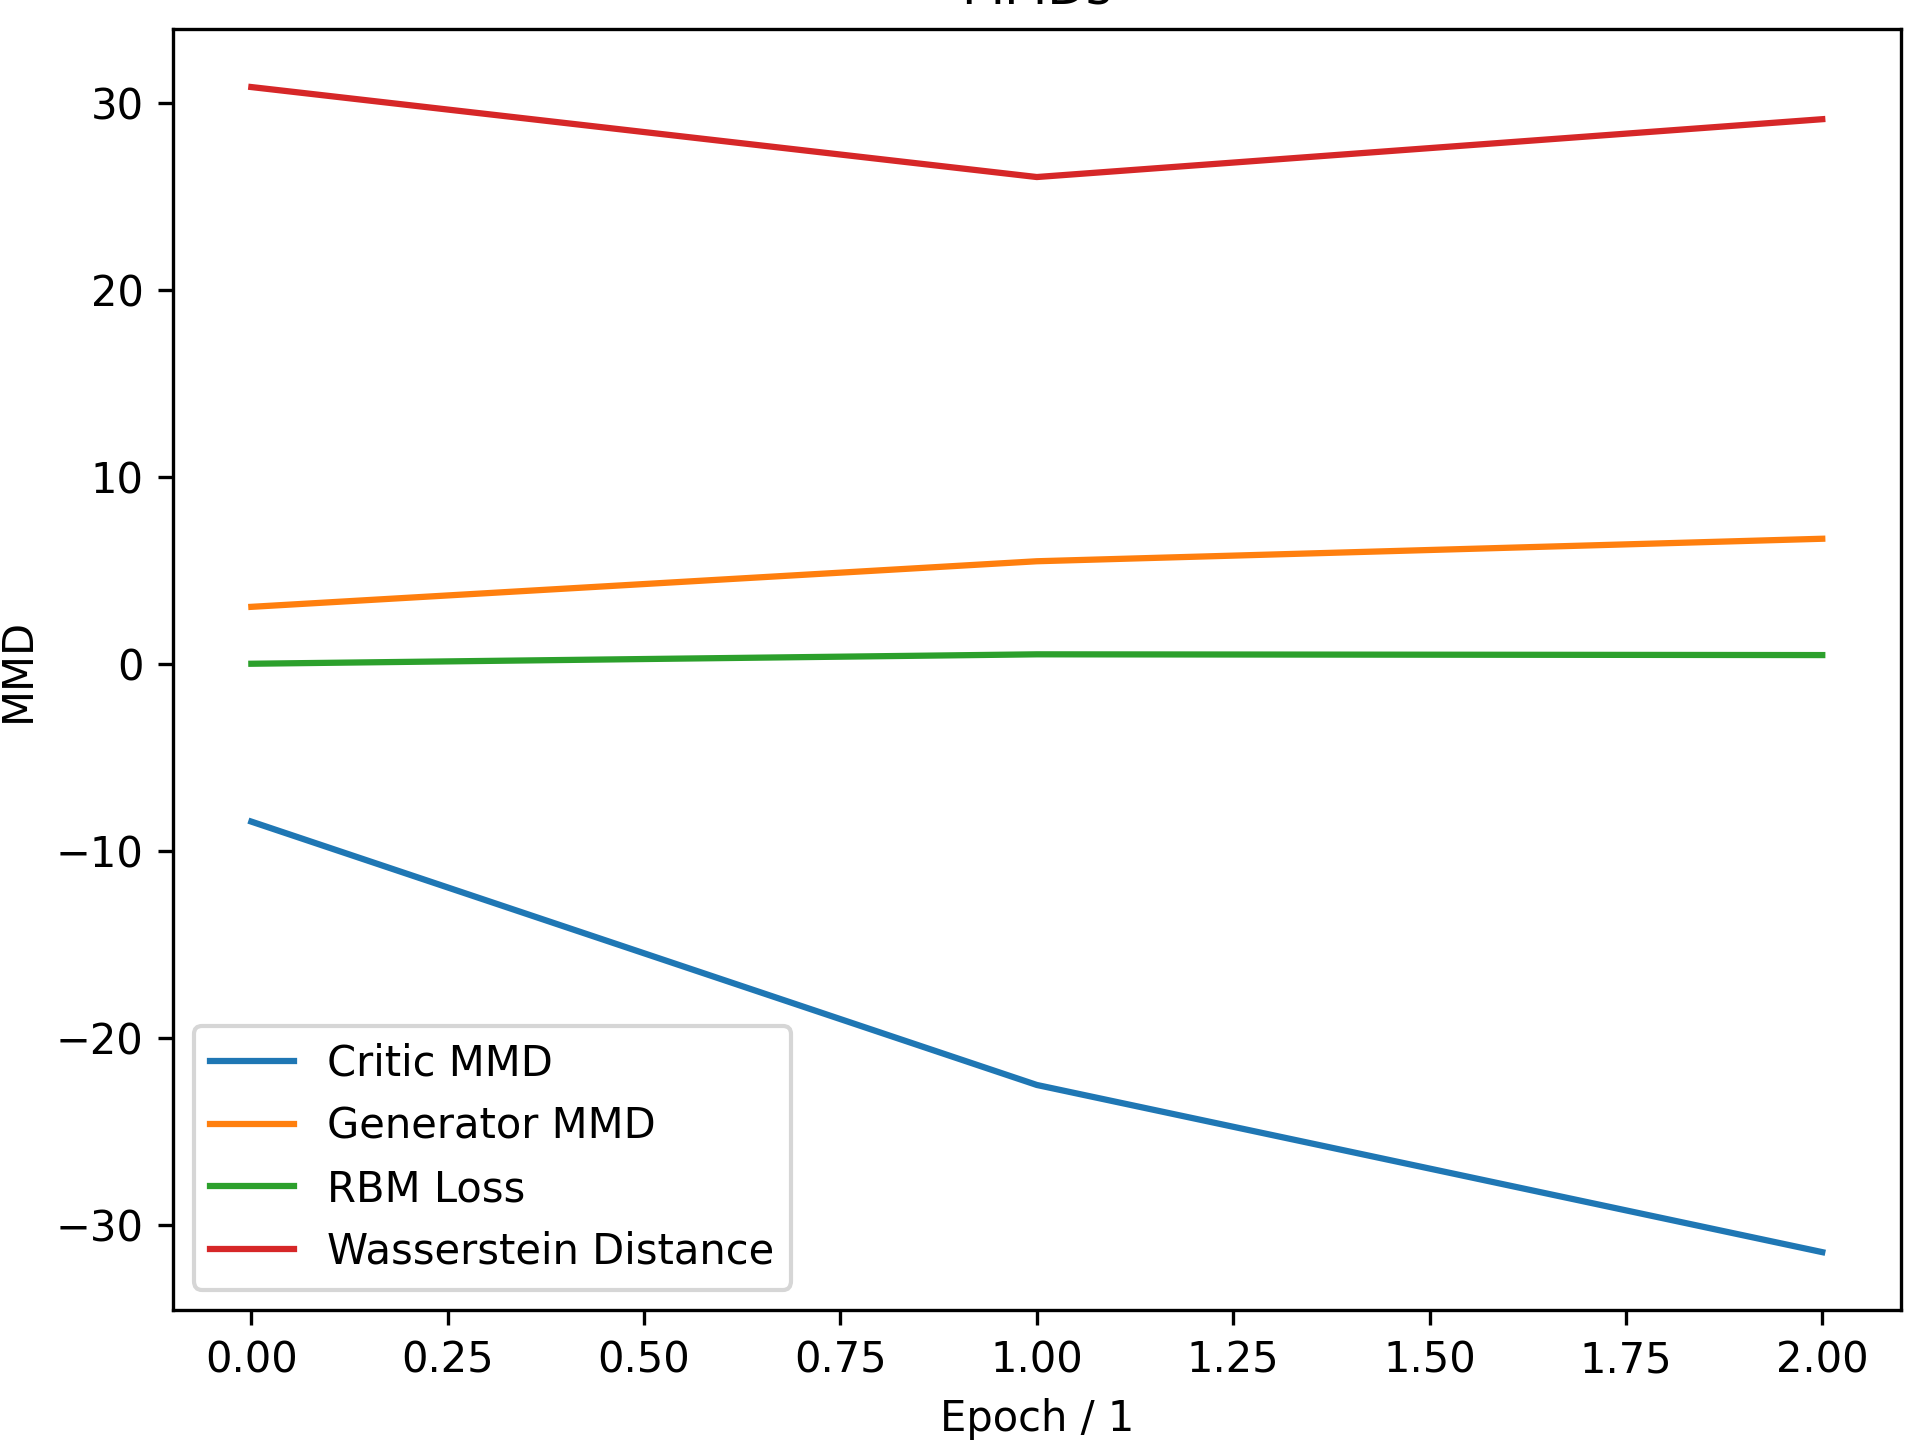 MMDs
30
20
10
0
−10
−20
−30
MMD
Critic MMD
Generator MMD
RBM Loss
Wasserstein Distance
0.00 0.25 0.50 0.75 1.00 1.25 1.50 1.75 2.00
Epoch / 1